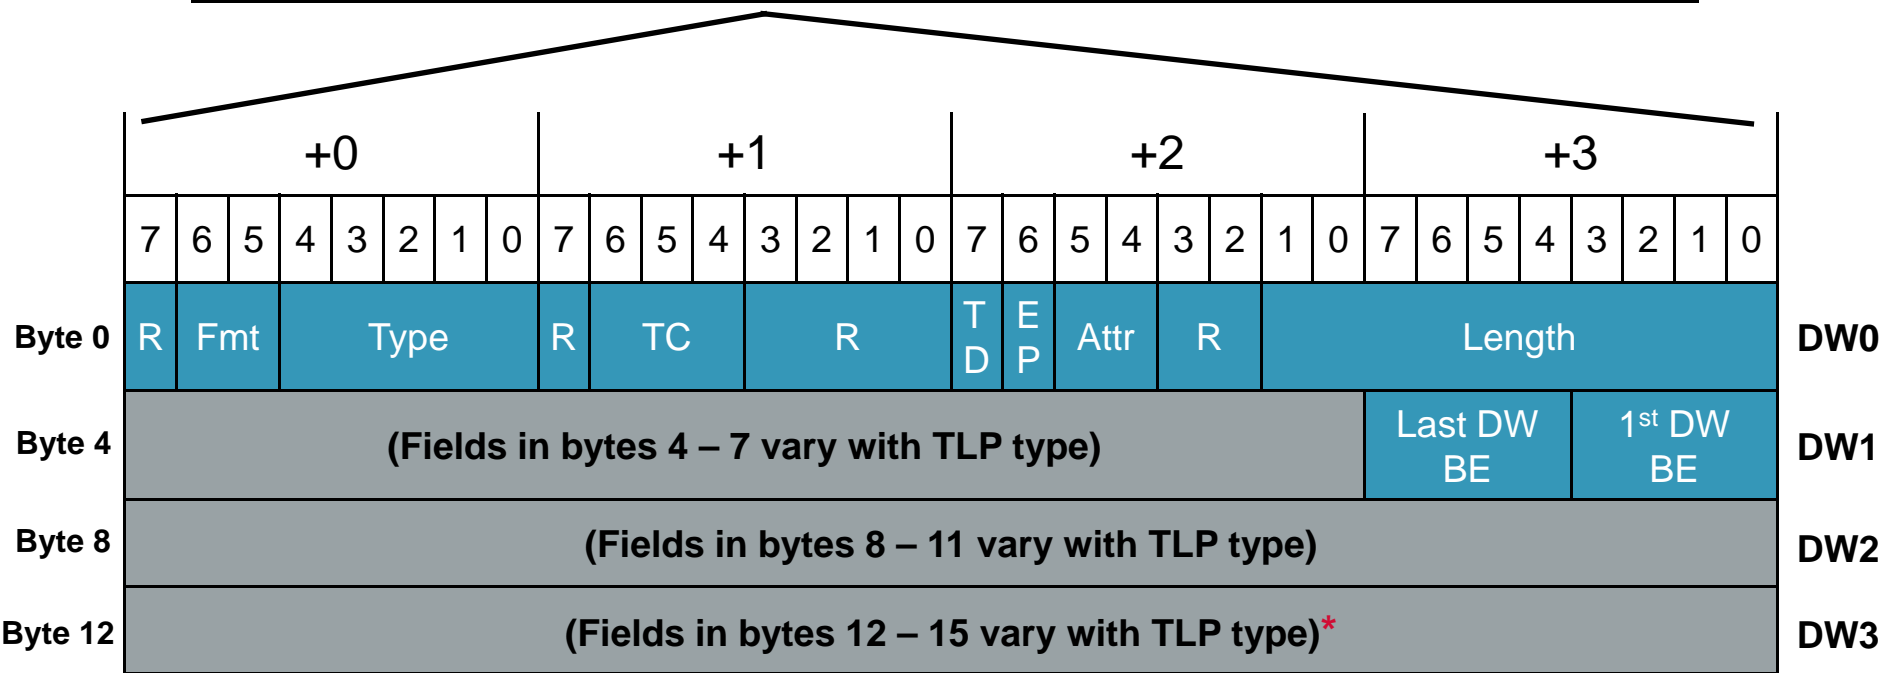 +0 +1 +2 +3
7 6 5 4 3 2 1 0 7 6 5 4 3 2 1 0 7 6 5 4 3 2 1 0 7 6 5 4 3 2 1 0
Byte 0 R Fmt Type R TC R TD EP Attr R Length DW0
Byte 4 (Fields in bytes 4 – 7 vary with TLP type) Last DW BE 1st DW BE DW1
Byte 8 (Fields in bytes 8 – 11 vary with TLP type) DW2
Byte 12 (Fields in bytes 12 – 15 vary with TLP type)* DW3